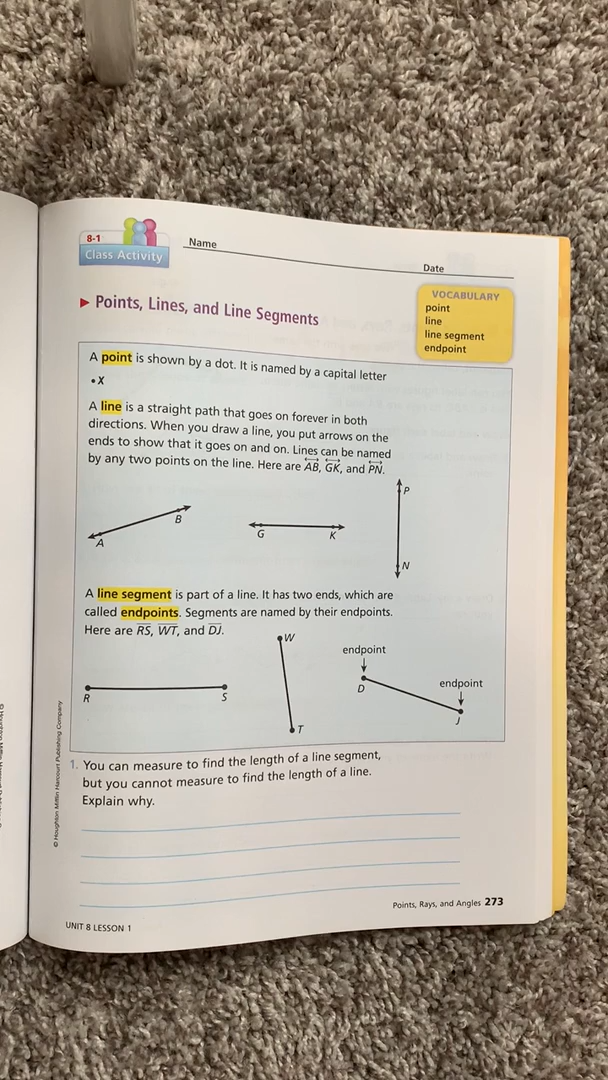 8-1
Class Activity
Name
Date
► Points, Lines, and Line Segments
VOCABULARY
point
line
line segment
endpoint
A point is shown by a dot. It is named by a capital letter
•X
A line is a straight path that goes on forever in both
directions. When you draw a line, you put arrows on the
ends to show that it goes on and on. Lines can be named
by any two points on the line. Here are AB, GK, and PN.
A
B
G
K
P
N
A line segment is part of a line. It has two ends, which are
called endpoints. Segments are named by their endpoints.
Here are RS, WT, and DJ.
R
S
W
T
endpoint
D
endpoint
J
1. You can measure to find the length of a line segment,
but you cannot measure to find the length of a line.
Explain why.
© Houghton Mifflin Harcourt Publishing Company
UNIT 8 LESSON 1
Points, Rays, and Angles 273